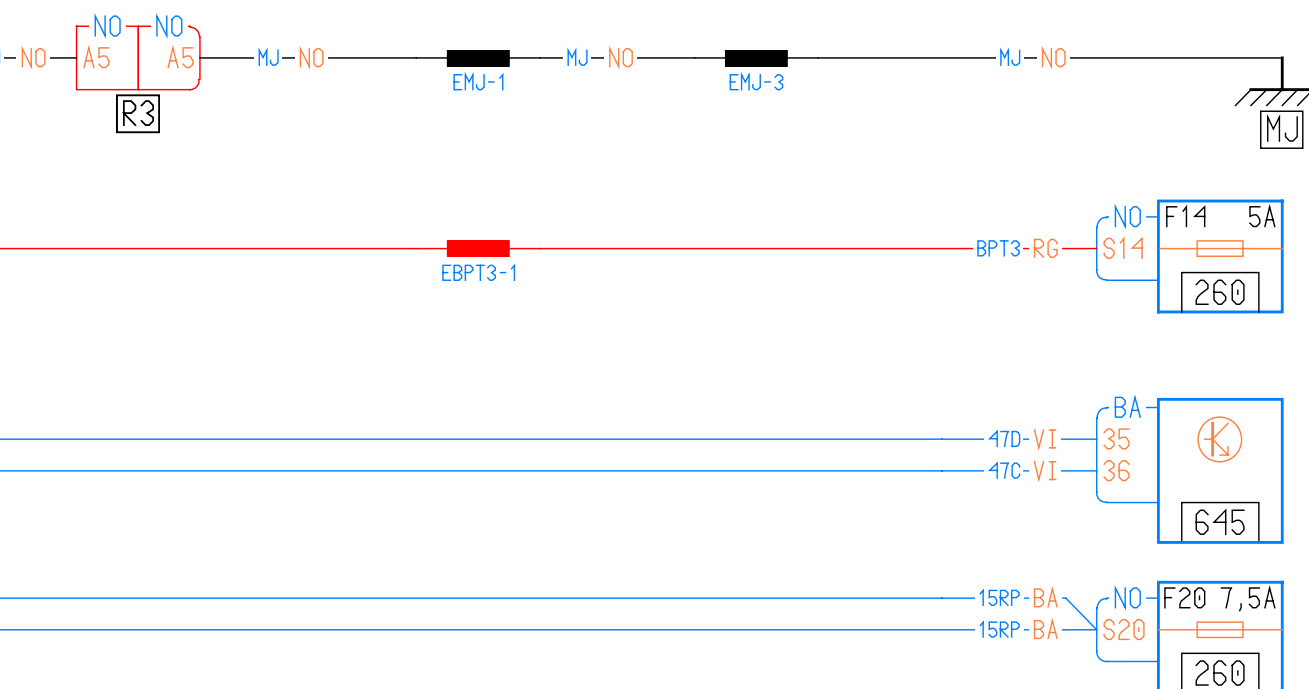 NO NO
NO A5 A5 MJ-NO MJ-NO MJ-NO
EMJ-1 EMJ-3
R3
MJ
NO F14 5A
BPT3-RG S14
EBPT3-1
260
BA
47D-VI 35
47C-VI 36
645
15RP-BA NO F20 7,5A
15RP-BA S20
260